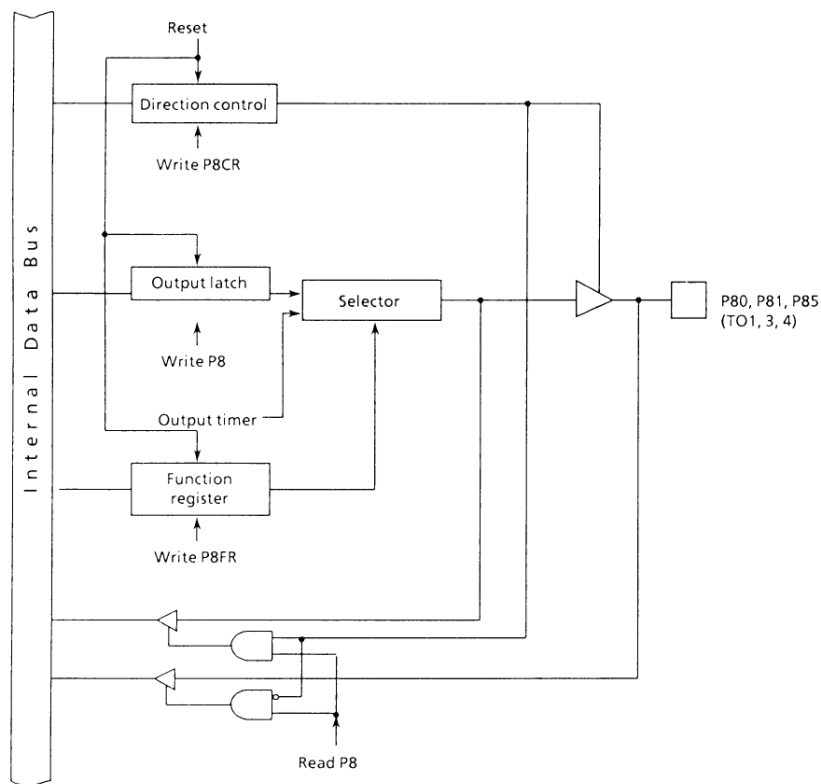 Reset
Direction control
Write P8CR
Internal Data Bus
Output latch
Selector
P80, P81, P85
(TO1, 3, 4)
Write P8
Output timer
Function
register
Write P8FR
Read P8